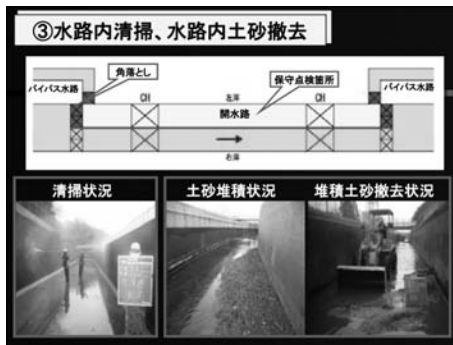 ③水路内清掃、水路内土砂撤去
角落とし
バイパス水路
CH
左岸
保守点検箇所
CH
バイパス水路
開水路
右岸
清掃状況
土砂堆積状況
堆積土砂撤去状況